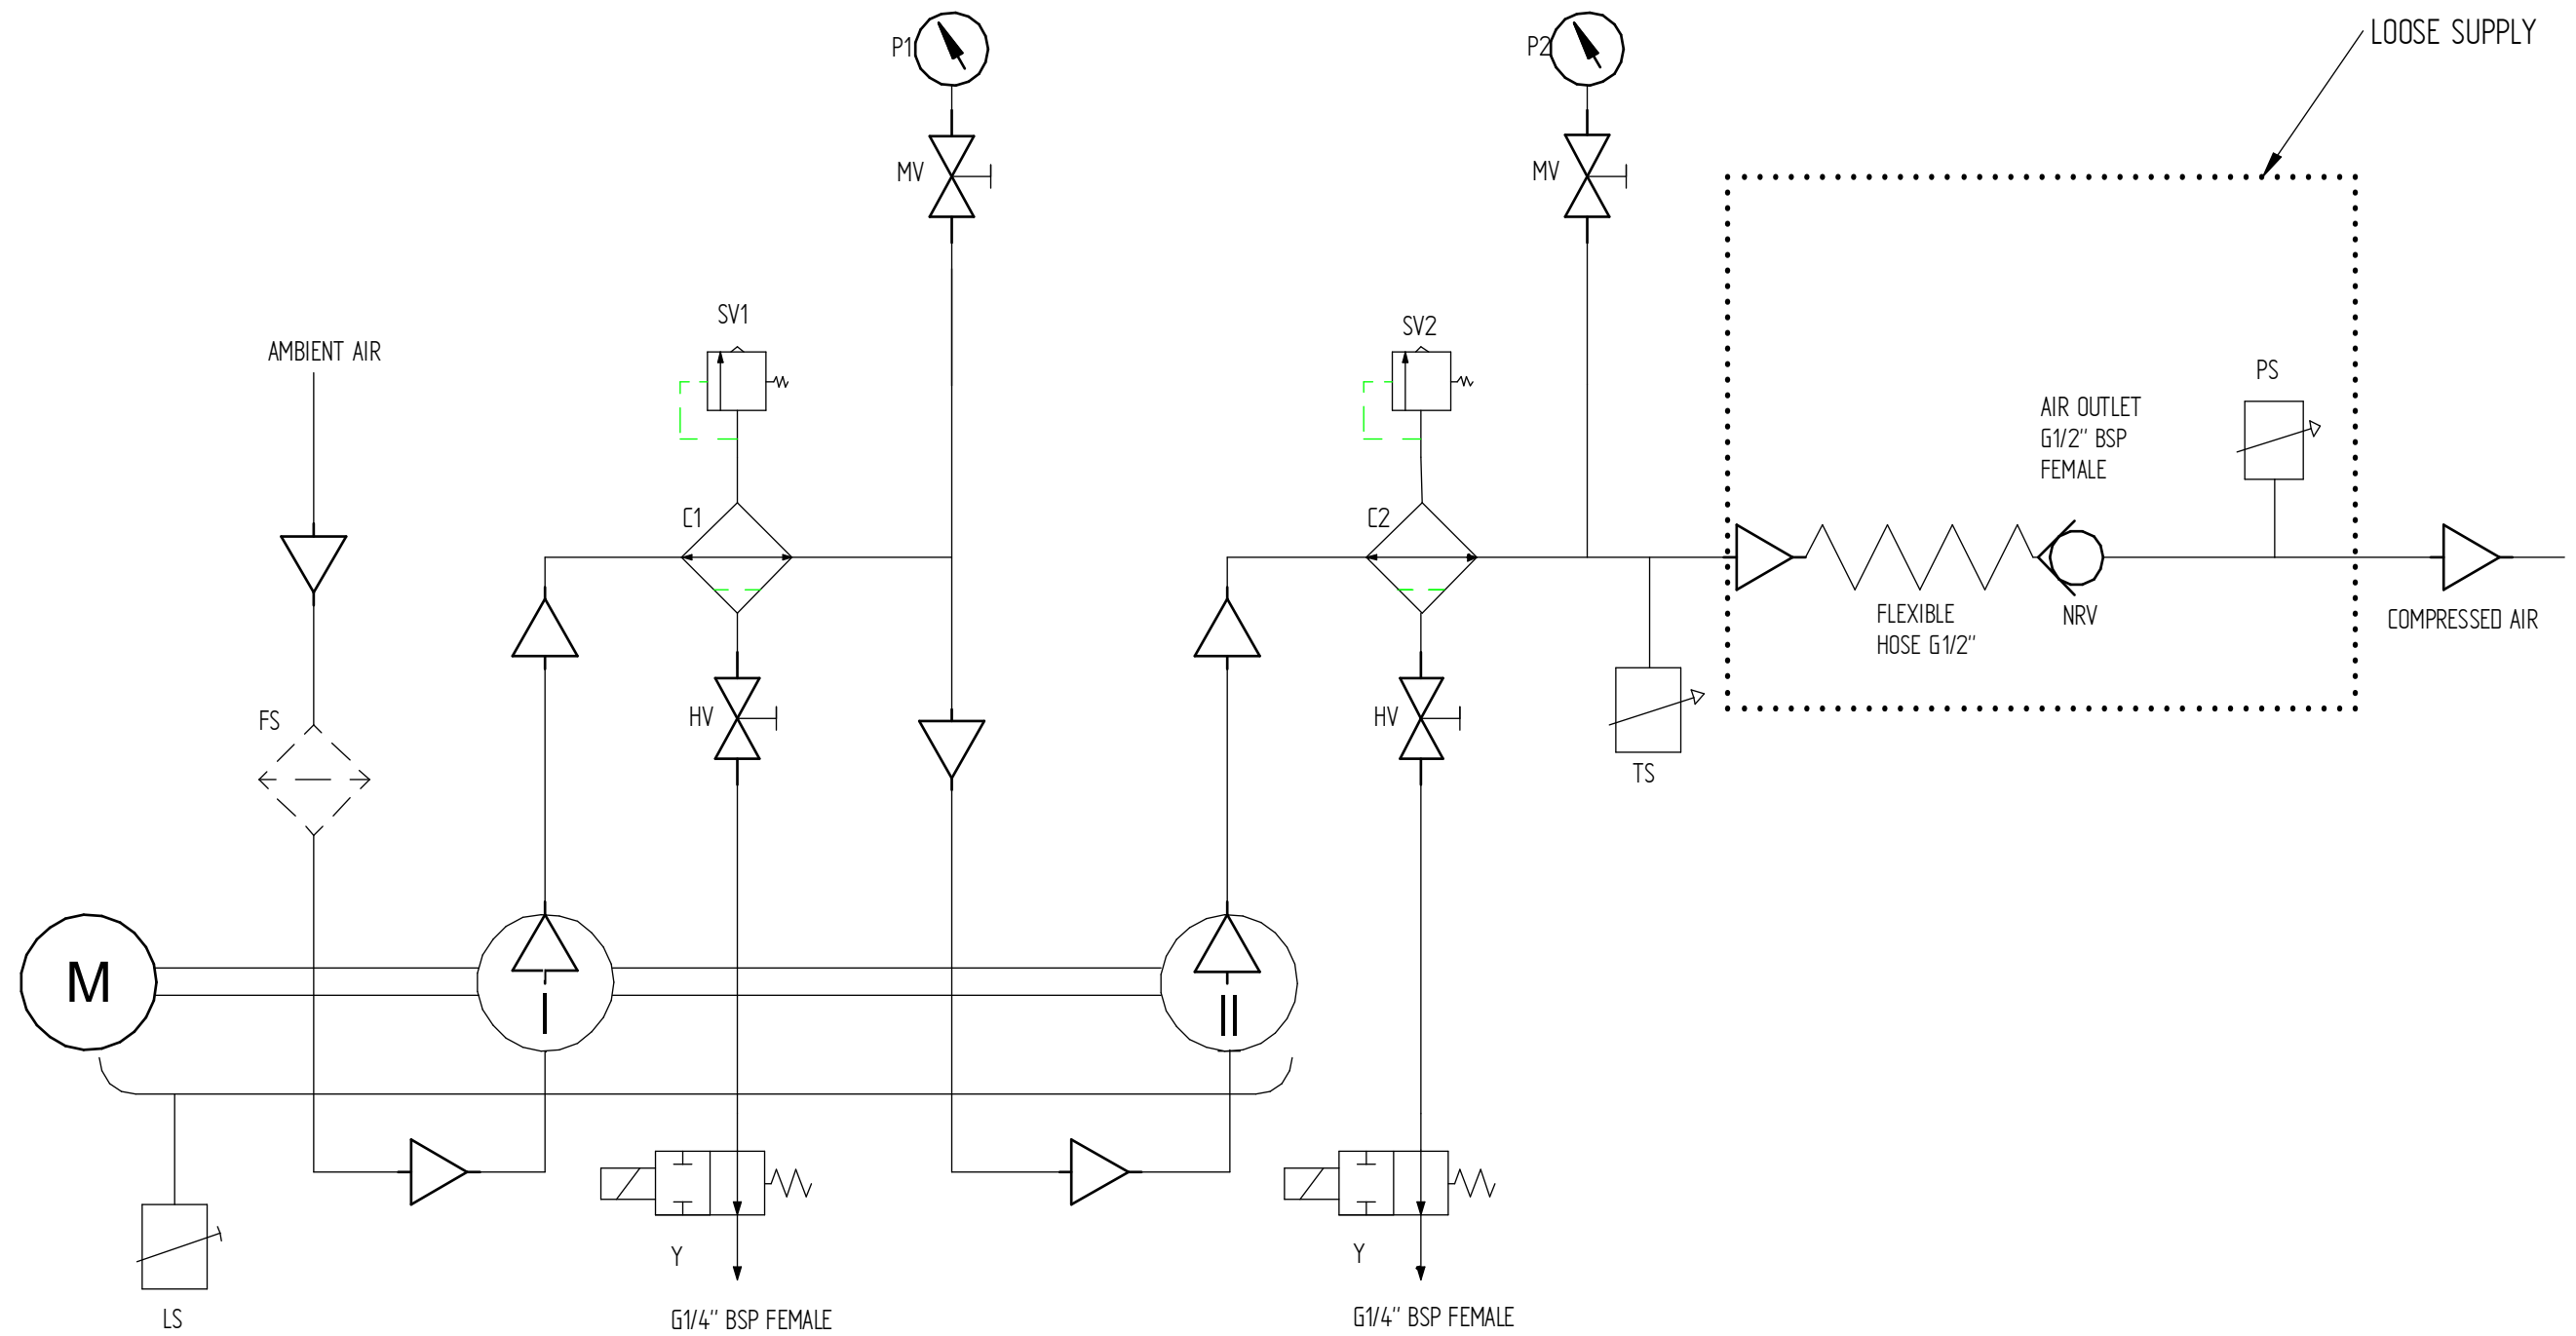 LOOSE SUPPLY
P1
P2
MV
MV
SV1
SV2
AMBIENT AIR
PS
AIR OUTLET
G1/2" BSP
FEMALE
C1
C2
FLEXIBLE
HOSE G1/2"
NRV
COMPRESSED AIR
FS
HV
HV
TS
M
I
II
Y
Y
LS
G1/4" BSP FEMALE
G1/4" BSP FEMALE